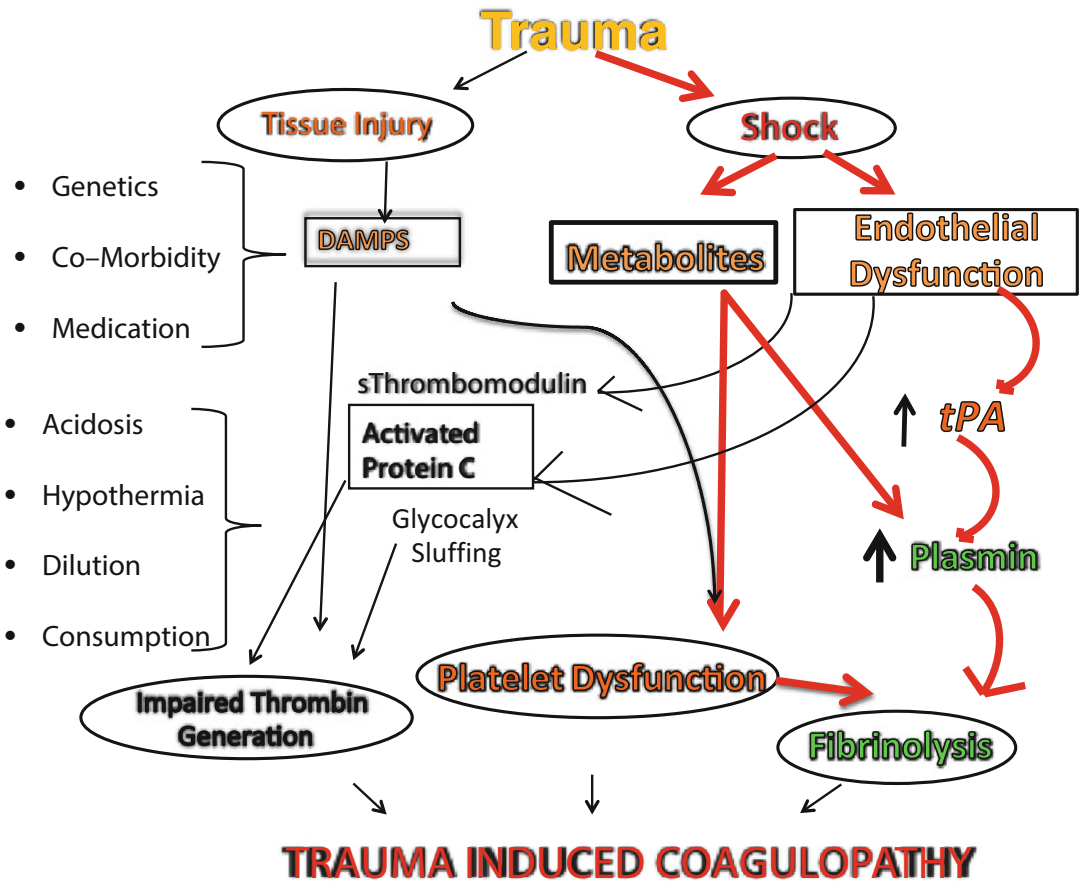 Trauma
Tissue Injury
Shock
• Genetics
• Co–Morbidity
• Medication
DAMPS
Metabolites
Endothelial
Dysfunction
sThrombomodulin
Activated
Protein C
Glycocalyx
Sluffing
tPA
Plasmin
• Acidosis
• Hypothermia
• Dilution
• Consumption
Impaired Thrombin
Generation
Platelet Dysfunction
Fibrinolysis
TRAUMA INDUCED COAGULOPATHY